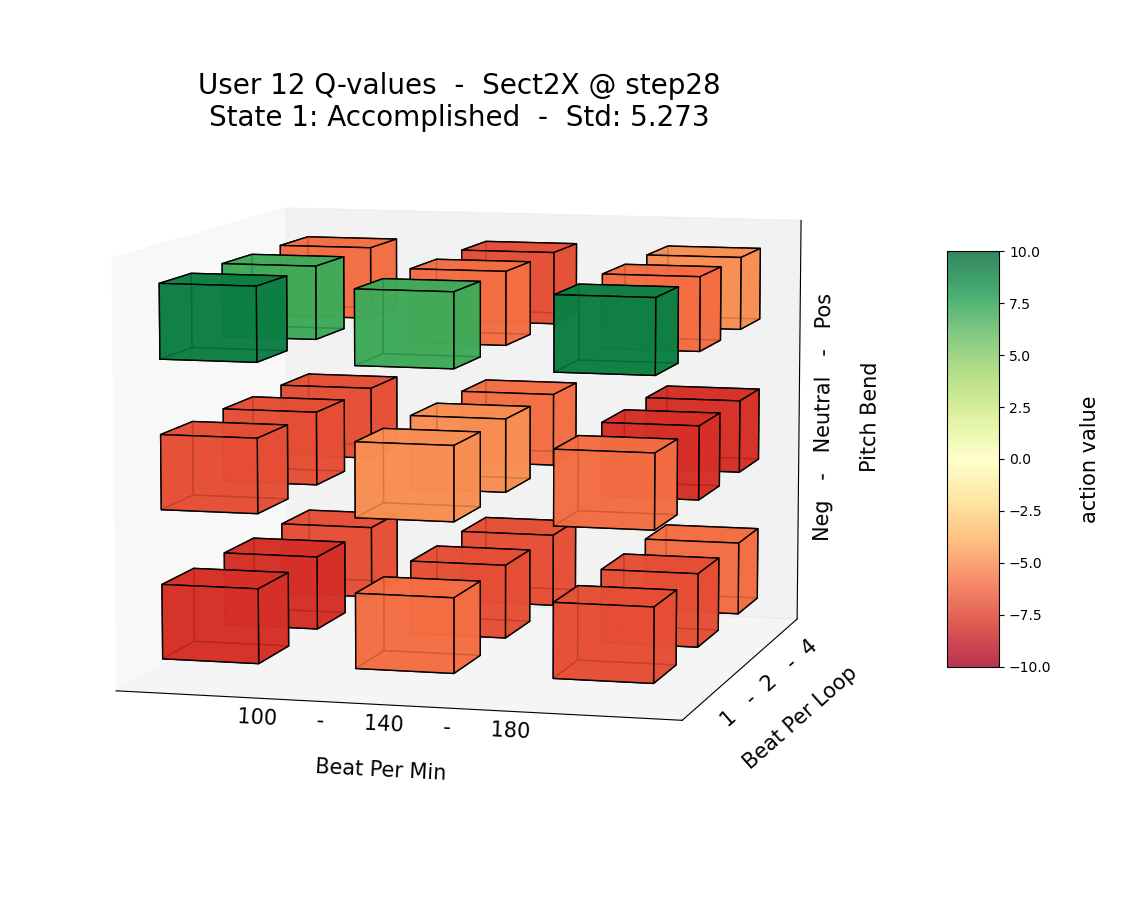 User 12 Q-values - Sect2X @ step28
State 1: Accomplished - Std: 5.273
Neg - Neutral - Pos
Pitch Bend
1 - 2 - 4
Beat Per Loop
100 - 140 - 180
Beat Per Min
10.0
7.5
5.0
2.5
0.0
−2.5
−5.0
−7.5
−10.0
action value